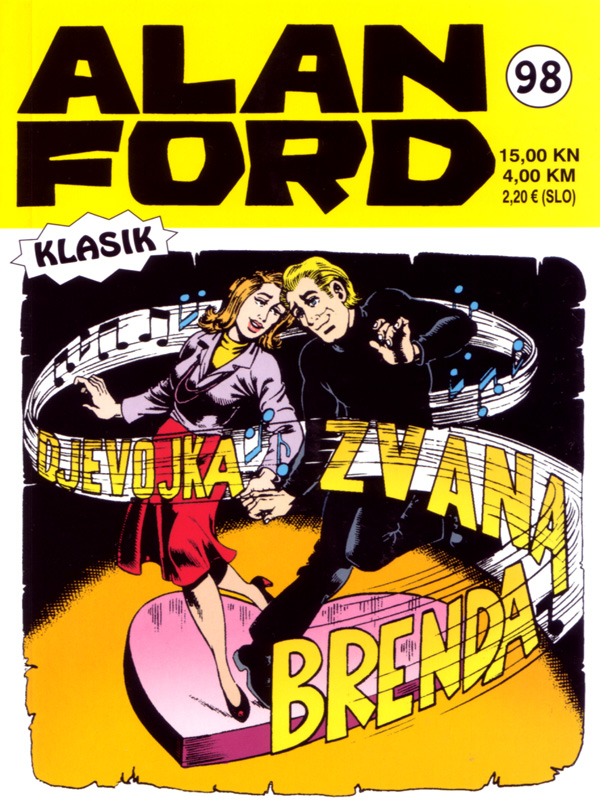 ALAN
FORD
98
15,00 KN
4,00 KM
2,20 € (SLO)
KLASIK
DJEVOJKA
ZVANA
BRENDA